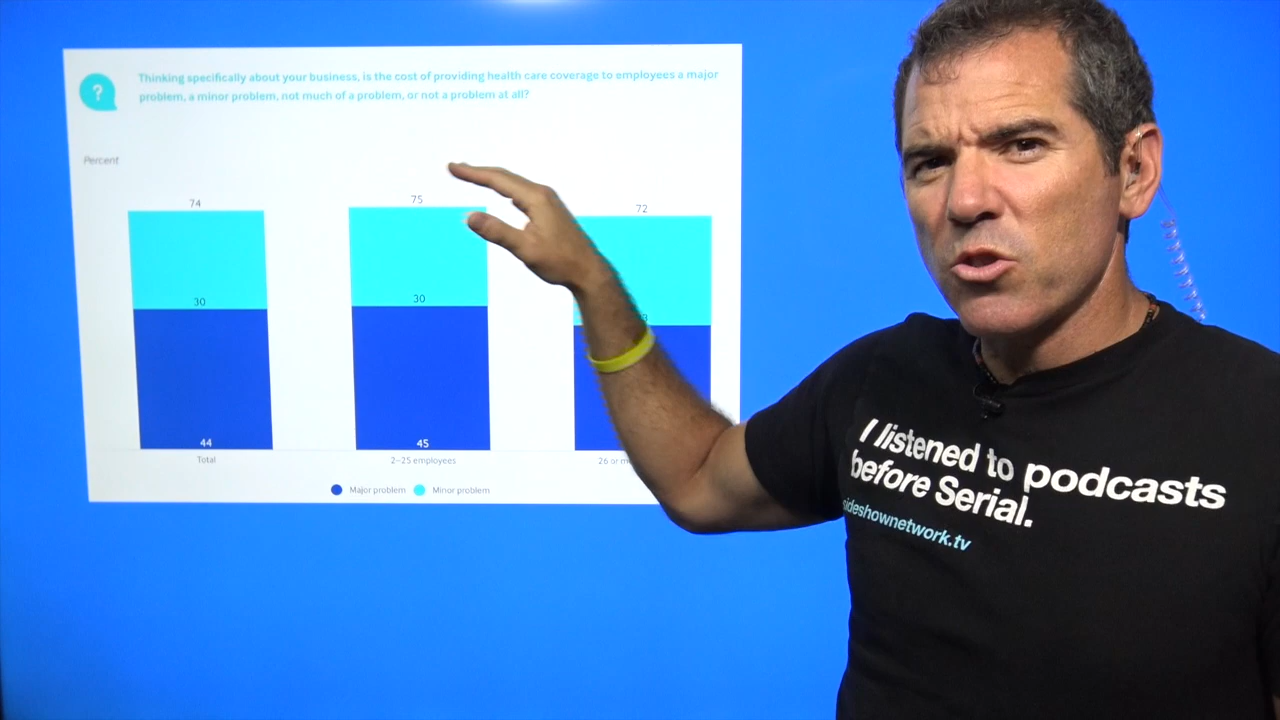 ?
Thinking specifically about your business, is the cost of providing health care coverage to employees a major
problem, a minor problem, not much of a problem, or not a problem at all?
Percent
74
75
72
30
30
44
45
Total
2–25 employees
26 or
Major problem
Minor problem
I listened to podcasts
before Serial.
sideshownetwork.tv